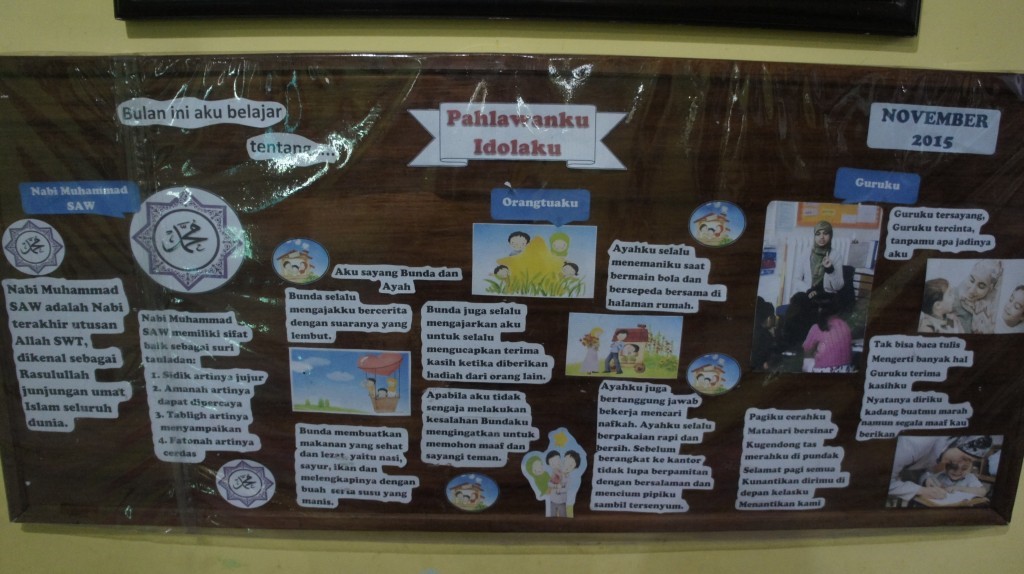 Bulan ini aku belajar
tentang ....
Pahlawanku
Idolaku
NOVEMBER
2015
Nabi Muhammad
SAW
Nabi Muhammad
SAW adalah Nabi
terakhir utusan
Allah SWT,
dikenal sebagai
Rasulullah
junjungan umat
Islam seluruh
dunia.
محمد
محمد
Nabi Muhammad
SAW memiliki sifat
baik sebagai suri
tauladan:
1. Sidik artinya jujur
2. Amanah artinya
dapat dipercaya
3. Tabligh artinya
menyampaikan
4. Fatonah artinya
cerdas
محمد
Orangtuaku
Aku sayang Bunda dan
Ayah
Bunda selalu
mengajakku bercerita
dengan suaranya yang
lembut.
Bunda membuatkan
makanan yang sehat
dan lezat, yaitu nasi,
sayur, ikan dan
melengkapinya dengan
buah serta susu yang
manis.
Bunda juga selalu
mengajarkan aku
untuk selalu
mengucapkan terima
kasih ketika diberikan
hadiah dari orang lain.
Apabila aku tidak
sengaja melakukan
kesalahan Bundaku
mengingatkan untuk
memohon maaf dan
sayangi teman.
Ayahku selalu
menemaniku saat
bermain bola dan
bersepeda bersama di
halaman rumah.
Ayahku juga
bertanggung jawab
bekerja mencari
nafkah. Ayahku selalu
berpakaian rapi dan
bersih. Sebelum
berangkat ke kantor
tidak lupa berpamitan
dengan bersalaman dan
mencium pipiku
sambil tersenyum.
Guruku
Guruku tersayang,
Guruku tercinta,
tanpamu apa jadinya
aku
Tak bisa baca tulis
Mengerti banyak hal
Guruku terima
kasihku
Nyatanya diriku
kadang buatmu marah
namun segala maaf kau
berikan
Pagiku cerahku
Matahari bersinar
Kugendong tas
merahku di pundak
Selamat pagi semua
Kunantikan dirimu di
depan kelasku
Menantikan kami